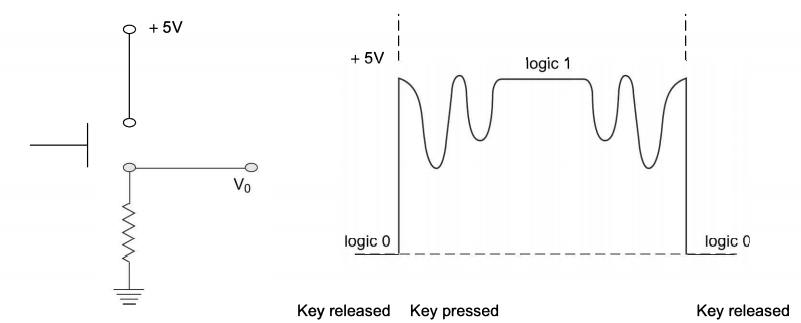 + 5V
V0
+ 5V
logic 1
logic 0
logic 0
Key released Key pressed Key released